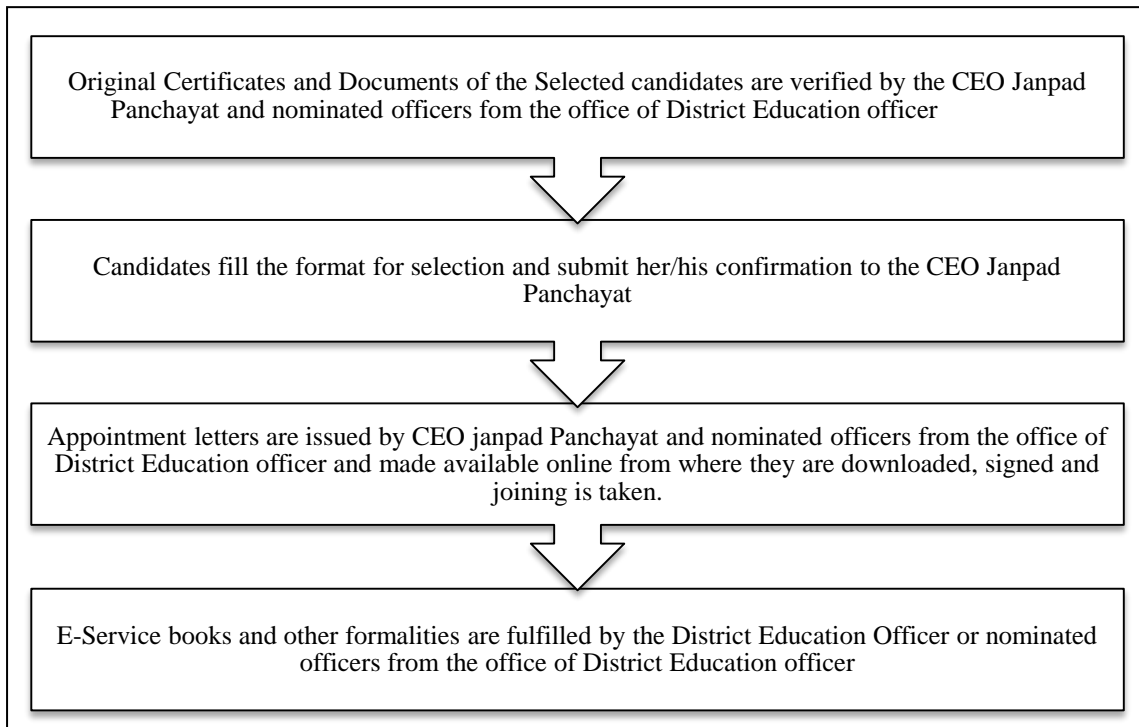 Original Certificates and Documents of the Selected candidates are verified by the CEO Janpad
Panchayat and nominated officers fom the office of District Education officer
Candidates fill the format for selection and submit her/his confirmation to the CEO Janpad
Panchayat
Appointment letters are issued by CEO janpad Panchayat and nominated officers from the office of
District Education officer and made available online from where they are downloaded, signed and
joining is taken.
E-Service books and other formalities are fulfilled by the District Education Officer or nominated
officers from the office of District Education officer